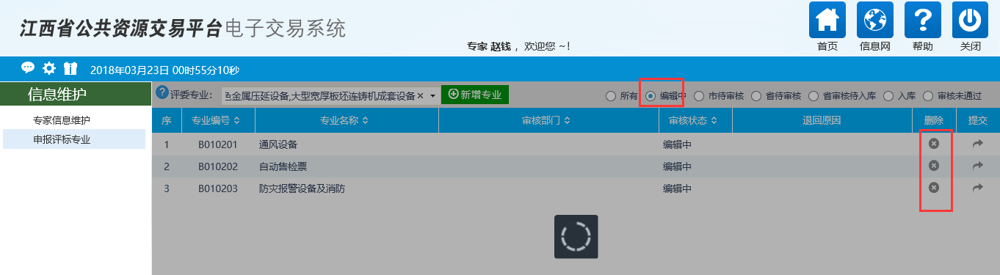 江西省公共资源交易平台电子交易系统
专家 赵钱 ，欢迎您 ~!
首页 信息网 帮助 关闭
2018年03月23日 00时55分10秒
信息维护
专家信息维护
申报评标专业
评委专业： 金属压延设备,大型宽厚板坯连铸机成套设备 新增专业 所有 编辑中 市待审核 省待审核 省审核待入库 入库 审核未通过
序 专业编号 专业名称 审核部门 审核状态 退回原因 删除 提交
1 B010201 通风设备 编辑中
2 B010202 自动售检票 编辑中
3 B010203 防灾报警设备及消防 编辑中